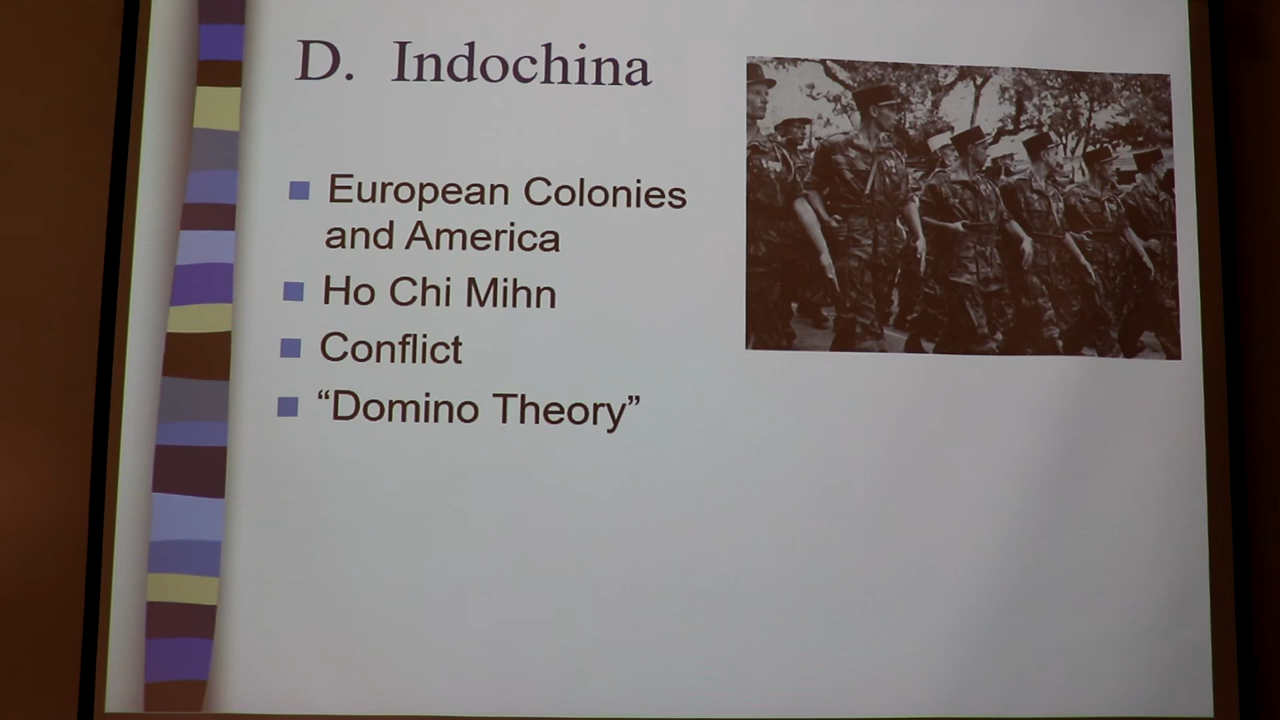 D. Indochina
European Colonies
and America
Ho Chi Mihn
Conflict
“Domino Theory”